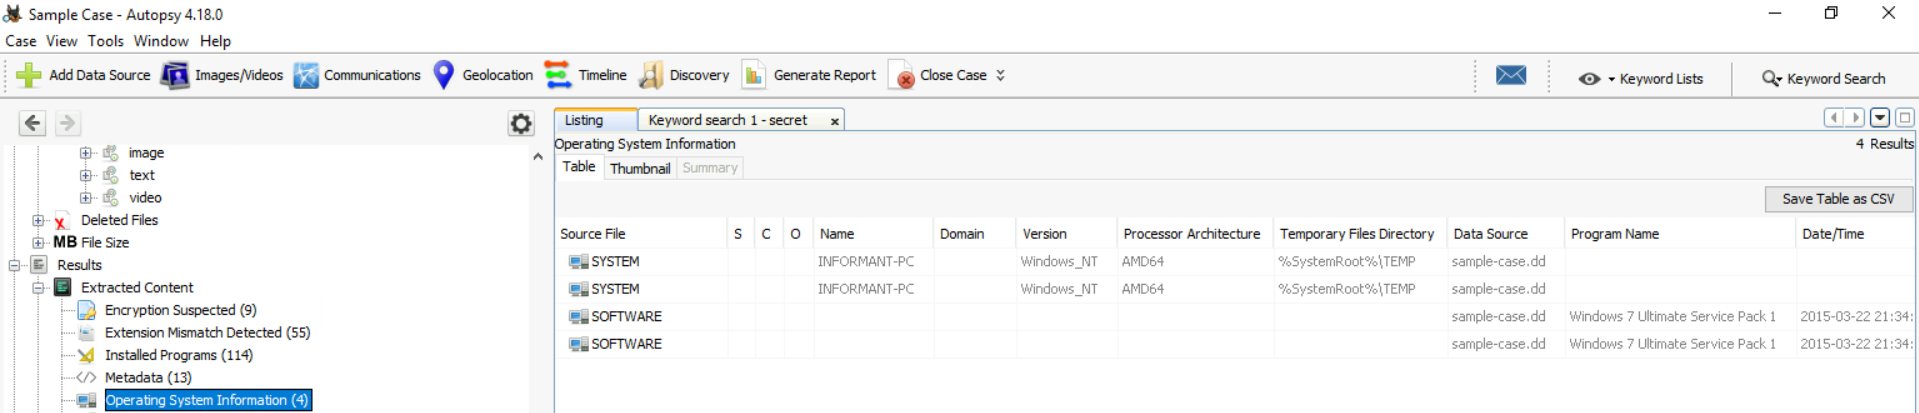 Sample Case - Autopsy 4.18.0
Case View Tools Window Help
Add Data Source Images/Videos Communications Geolocation Timeline Discovery Generate Report Close Case Keyword Lists Keyword Search
Listing Keyword search 1 - secret x
Operating System Information 4 Results
Table Thumbnail Summary
Save Table as CSV
image
text
video
Deleted Files
MB File Size
Results
Extracted Content
Encryption Suspected (9)
Extension Mismatch Detected (55)
Installed Programs (114)
</> Metadata (13)
Operating System Information (4)
Source File S C O Name Domain Version Processor Architecture Temporary Files Directory Data Source Program Name Date/Time
SYSTEM INFORMANT-PC Windows_NT AMD64 %SystemRoot%\TEMP sample-case.dd
SYSTEM INFORMANT-PC Windows_NT AMD64 %SystemRoot%\TEMP sample-case.dd
SOFTWARE sample-case.dd Windows 7 Ultimate Service Pack 1 2015-03-22 21:34:
SOFTWARE sample-case.dd Windows 7 Ultimate Service Pack 1 2015-03-22 21:34: